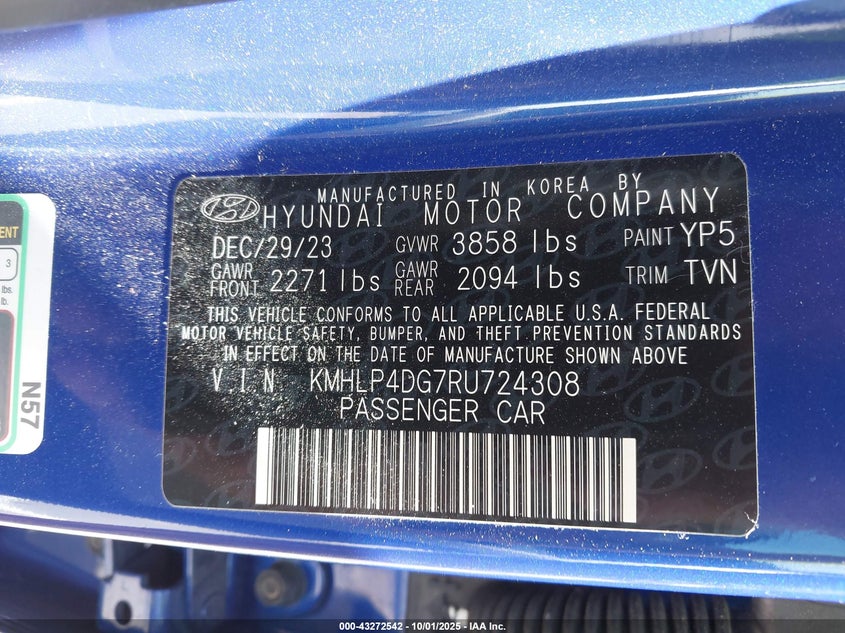 MANUFACTURED IN KOREA BY
HYUNDAI MOTOR COMPANY
DEC/29/23 GVWR 3858 lbs PAINT YP5
GAWR FRONT 2271 lbs GAWR REAR 2094 lbs TRIM TVN
THIS VEHICLE CONFORMS TO ALL APPLICABLE U.S.A. FEDERAL
MOTOR VEHICLE SAFETY, BUMPER, AND THEFT PREVENTION STANDARDS
IN EFFECT ON THE DATE OF MANUFACTURE SHOWN ABOVE
V.I.N KMHLP4DG7RU724308
PASSENGER CAR
3
lbs.
lb.
N57
000-43272542 - 10/01/2025 - IAA Inc.